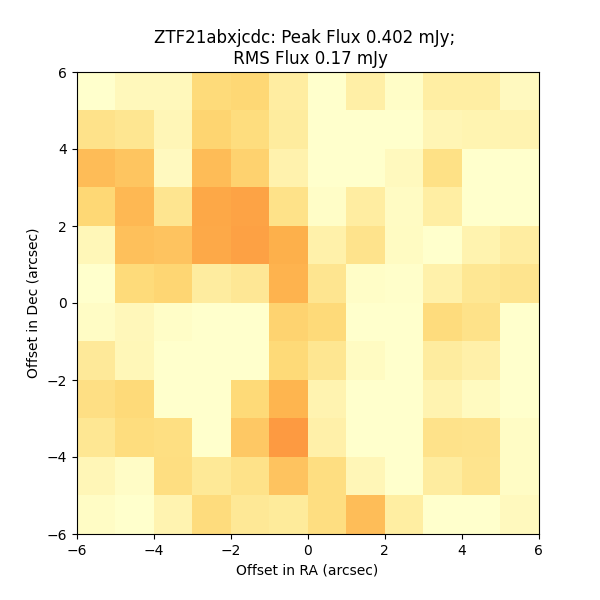 ZTF21abxjcdc: Peak Flux 0.402 mJy;
RMS Flux 0.17 mJy
6
4
2
0
−2
−4
−6
Offset in Dec (arcsec)
−6 −4 −2 0 2 4 6
Offset in RA (arcsec)